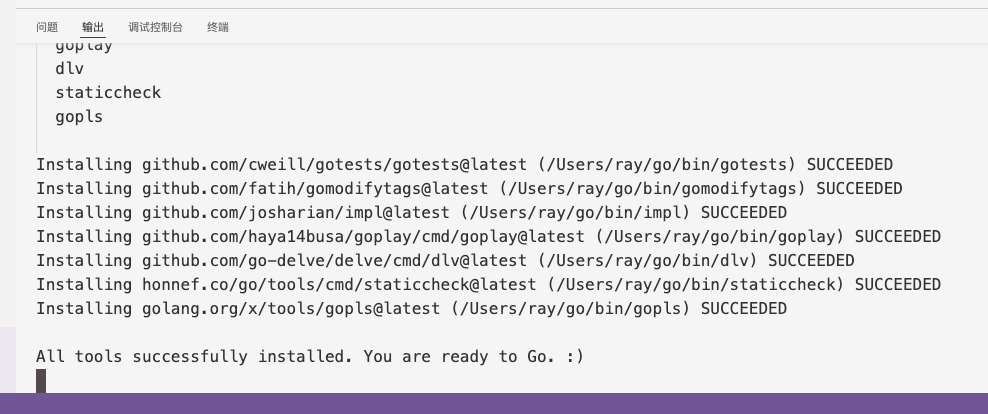 问题 输出 调试控制台 终端
goplay
dlv
staticcheck
gopls
Installing github.com/cweill/gotests/gotests@latest (/Users/ray/go/bin/gotests) SUCCEEDED
Installing github.com/fatih/gomodifytags@latest (/Users/ray/go/bin/gomodifytags) SUCCEEDED
Installing github.com/josharian/impl@latest (/Users/ray/go/bin/impl) SUCCEEDED
Installing github.com/haya14busa/goplay/cmd/goplay@latest (/Users/ray/go/bin/goplay) SUCCEEDED
Installing github.com/go-delve/delve/cmd/dlv@latest (/Users/ray/go/bin/dlv) SUCCEEDED
Installing honnef.co/go/tools/cmd/staticcheck@latest (/Users/ray/go/bin/staticcheck) SUCCEEDED
Installing golang.org/x/tools/gopls@latest (/Users/ray/go/bin/gopls) SUCCEEDED
All tools successfully installed. You are ready to Go. :)